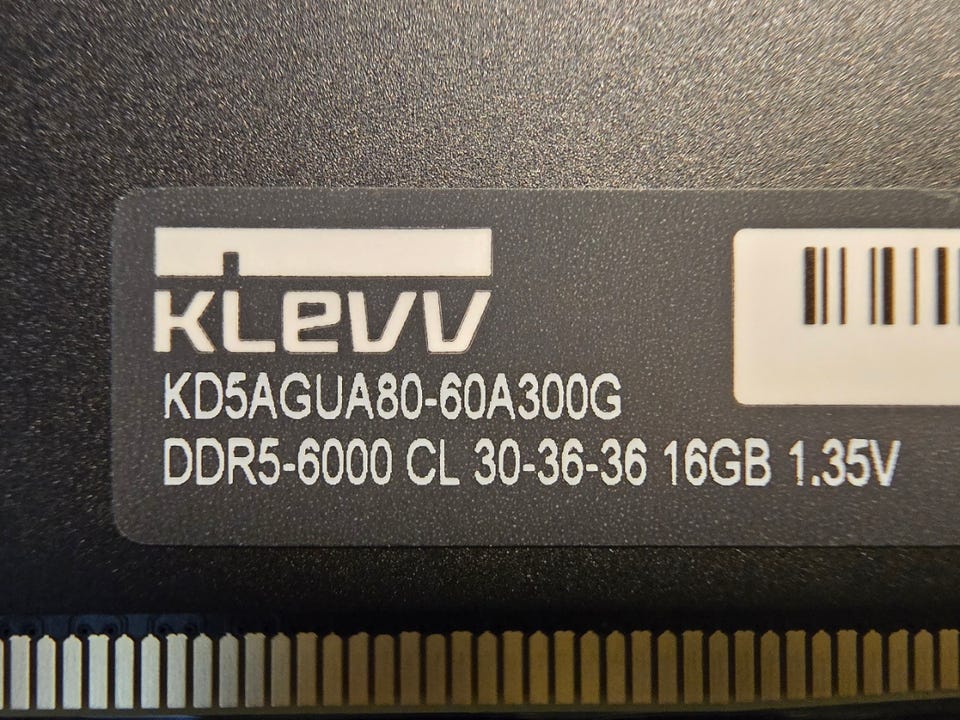 KLEVV
KD5AGUA80-60A300G
DDR5-6000 CL 30-36-36 16GB 1.35V